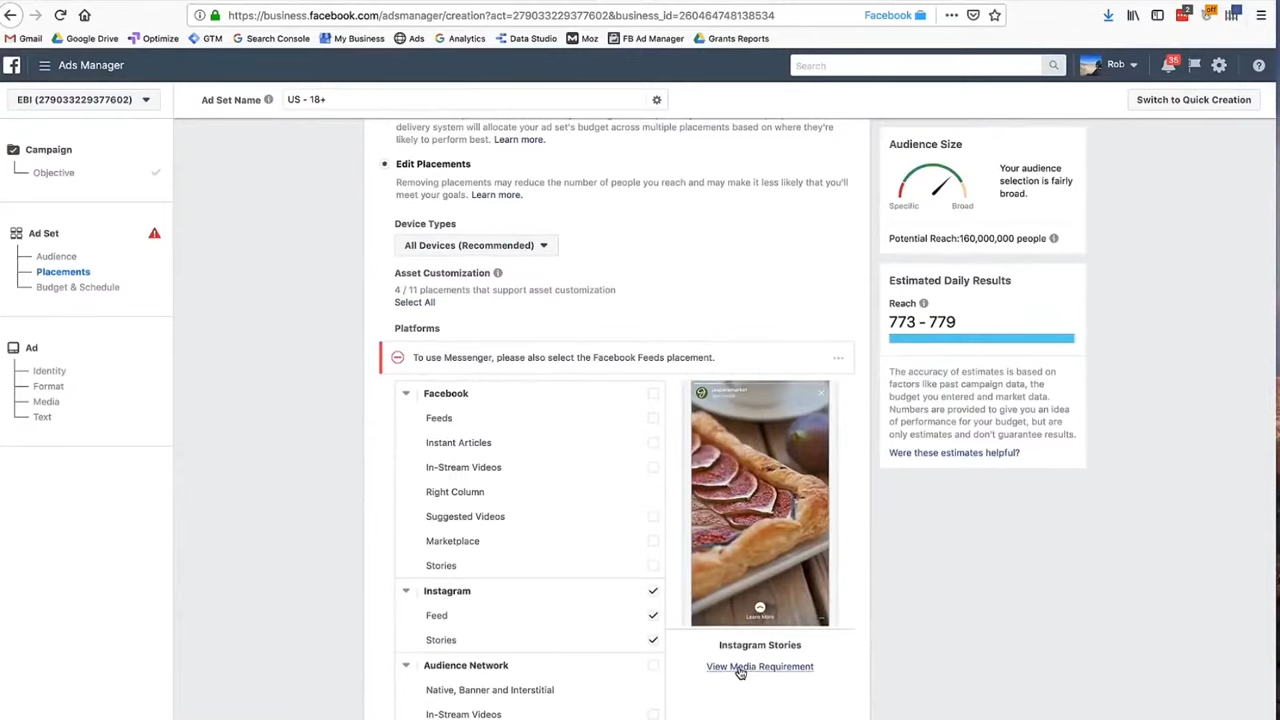 https://business.facebook.com/adsmanager/creation?act=279033229377602&business_id=260464748138534
Facebook
2
off
Gmail
Google Drive
Optimize
GTM
Search Console
My Business
Ads
Analytics
Data Studio
Moz
FB Ad Manager
Grants Reports
Ads Manager
Search
Rob
35
EBI (279033229377602)
Ad Set Name
US - 18+
Switch to Quick Creation
Campaign
Objective
Ad Set
Audience
Placements
Budget & Schedule
Ad
Identity
Format
Media
Text
delivery system will allocate your ad set's budget across multiple placements based on where they're
likely to perform best. Learn more.
Edit Placements
Removing placements may reduce the number of people you reach and may make it less likely that you'll
meet your goals. Learn more.
Device Types
All Devices (Recommended)
Asset Customization
4 / 11 placements that support asset customization
Select All
Platforms
To use Messenger, please also select the Facebook Feeds placement.
Facebook
Feeds
Instant Articles
In-Stream Videos
Right Column
Suggested Videos
Marketplace
Stories
Instagram
Feed
Stories
Audience Network
Native, Banner and Interstitial
In-Stream Videos
Learn More
Instagram Stories
View Media Requirement
Audience Size
Specific
Broad
Your audience
selection is fairly
broad.
Potential Reach:160,000,000 people
Estimated Daily Results
Reach
773 - 779
The accuracy of estimates is based on
factors like past campaign data, the
budget you entered and market data.
Numbers are provided to give you an idea
of performance for your budget, but are
only estimates and don't guarantee results.
Were these estimates helpful?